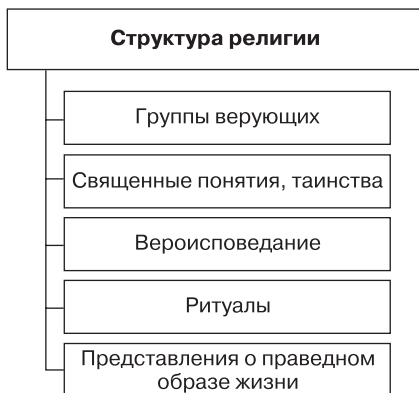 Структура религии
Группы верующих
Священные понятия, таинства
Вероисповедание
Ритуалы
Представления о праведном
образе жизни